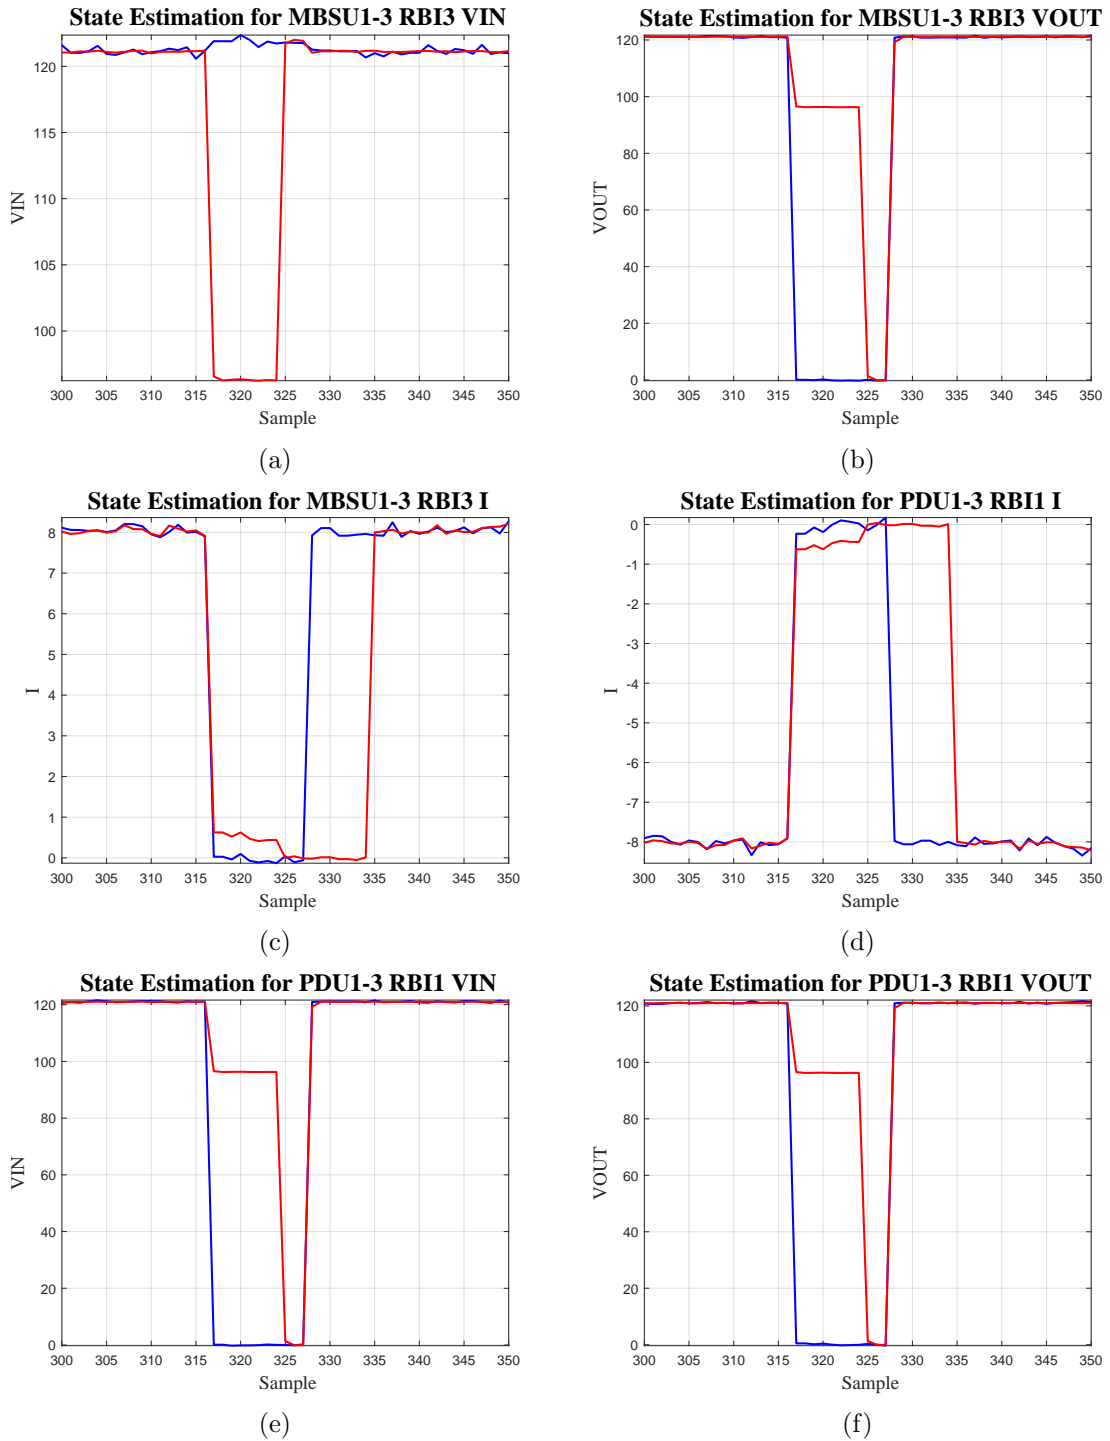 State Estimation for MBSU1-3 RBI3 VIN
120
115
110
105
100
VIN
300 305 310 315 320 325 330 335 340 345 350
Sample
(a)
State Estimation for MBSU1-3 RBI3 VOUT
120
100
80
60
40
20
0
VOUT
300 305 310 315 320 325 330 335 340 345 350
Sample
(b)
State Estimation for MBSU1-3 RBI3 I
8
7
6
5
4
3
2
1
0
I
300 305 310 315 320 325 330 335 340 345 350
Sample
(c)
State Estimation for PDU1-3 RBI1 I
0
-1
-2
-3
-4
-5
-6
-7
-8
I
300 305 310 315 320 325 330 335 340 345 350
Sample
(d)
State Estimation for PDU1-3 RBI1 VIN
120
100
80
60
40
20
0
VIN
300 305 310 315 320 325 330 335 340 345 350
Sample
(e)
State Estimation for PDU1-3 RBI1 VOUT
120
100
80
60
40
20
0
VOUT
300 305 310 315 320 325 330 335 340 345 350
Sample
(f)